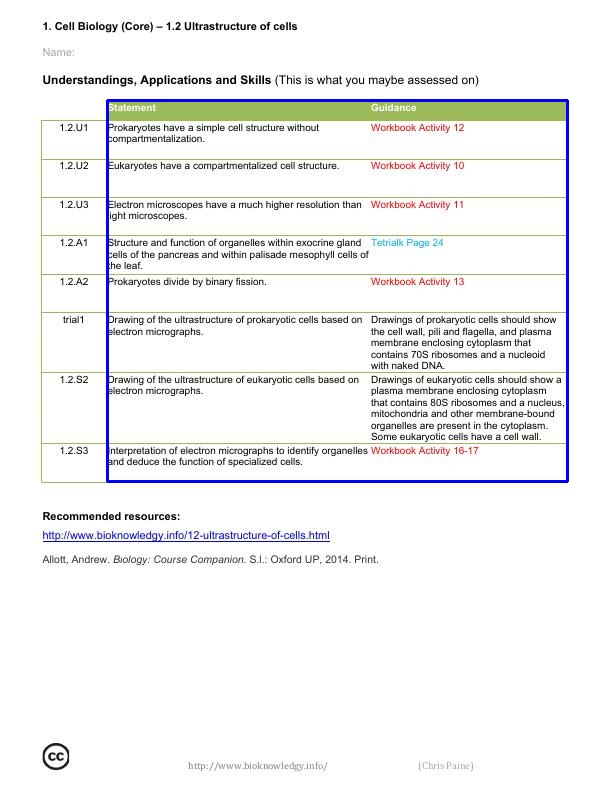 1. Cell Biology (Core) – 1.2 Ultrastructure of cells
Name:
Understandings, Applications and Skills (This is what you maybe assessed on)
Statement Guidance
1.2.U1 Prokaryotes have a simple cell structure without Workbook Activity 12
compartmentalization.
1.2.U2 Eukaryotes have a compartmentalized cell structure. Workbook Activity 10
1.2.U3 Electron microscopes have a much higher resolution than Workbook Activity 11
light microscopes.
1.2.A1 Structure and function of organelles within exocrine gland Tetrialk Page 24
cells of the pancreas and within palisade mesophyll cells of
the leaf.
1.2.A2 Prokaryotes divide by binary fission. Workbook Activity 13
trial1 Drawing of the ultrastructure of prokaryotic cells based on Drawings of prokaryotic cells should show
electron micrographs. the cell wall, pili and flagella, and plasma
membrane enclosing cytoplasm that
contains 70S ribosomes and a nucleoid
with naked DNA.
1.2.S2 Drawing of the ultrastructure of eukaryotic cells based on Drawings of eukaryotic cells should show a
electron micrographs. plasma membrane enclosing cytoplasm
that contains 80S ribosomes and a nucleus,
mitochondria and other membrane-bound
organelles are present in the cytoplasm.
Some eukaryotic cells have a cell wall.
1.2.S3 Interpretation of electron micrographs to identify organelles Workbook Activity 16-17
and deduce the function of specialized cells.
Recommended resources:
http://www.bioknowledgy.info/12-ultrastructure-of-cells.html
Allott, Andrew. Biology: Course Companion. S.l.: Oxford UP, 2014. Print.
cc http://www.bioknowledgy.info/ (Chris Paine)